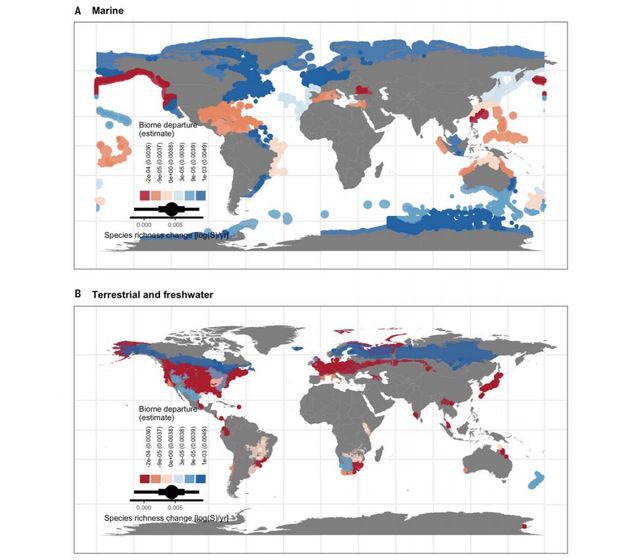 A Marine
Biome departure
(estimate)
-2e-04 (0.0036)
-9e-05 (0.0037)
0e+00 (0.0038)
3e-05 (0.0038)
9e-05 (0.0039)
1e-03 (0.0049)
0.000 0.005
Species richness change [log(S)/yr]
B Terrestrial and freshwater
Biome departure
(estimate)
-2e-04 (0.0036)
-9e-05 (0.0037)
0e+00 (0.0038)
5e-05 (0.0038)
9e-05 (0.0039)
1e-03 (0.0049)
0.000 0.005
Species richness change [log(S)/yr]